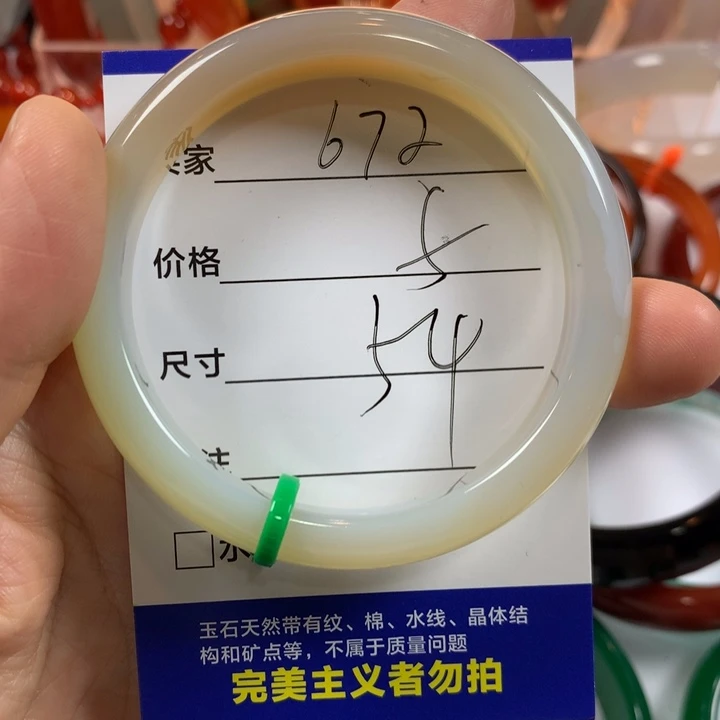 家 672
价格 5
尺寸 54
玉石天然带有纹、棉、水线、晶体结
构和矿点等，不属于质量问题
完美主义者勿拍